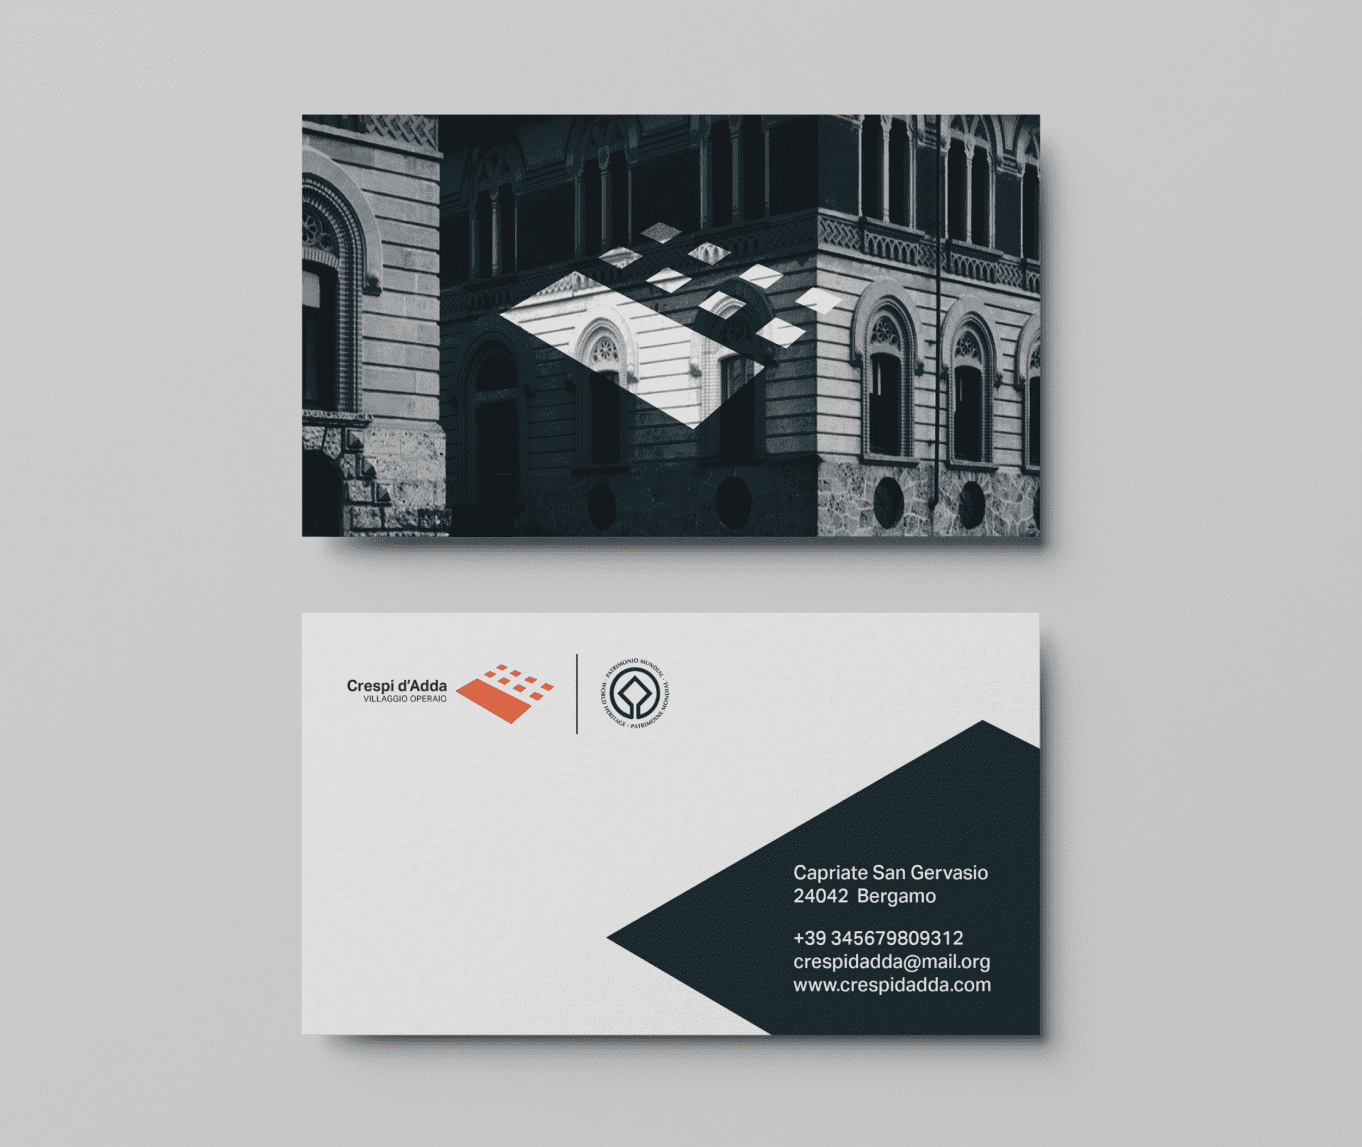 Crespi d'Adda
VILLAGGIO OPERAIO
PATRIMONIO MUNDIAL · WORLD HERITAGE · PATRIMOINE MONDIAL ·
Capriate San Gervasio
24042 Bergamo
+39 345679809312
crespidadda@mail.org
www.crespidadda.com